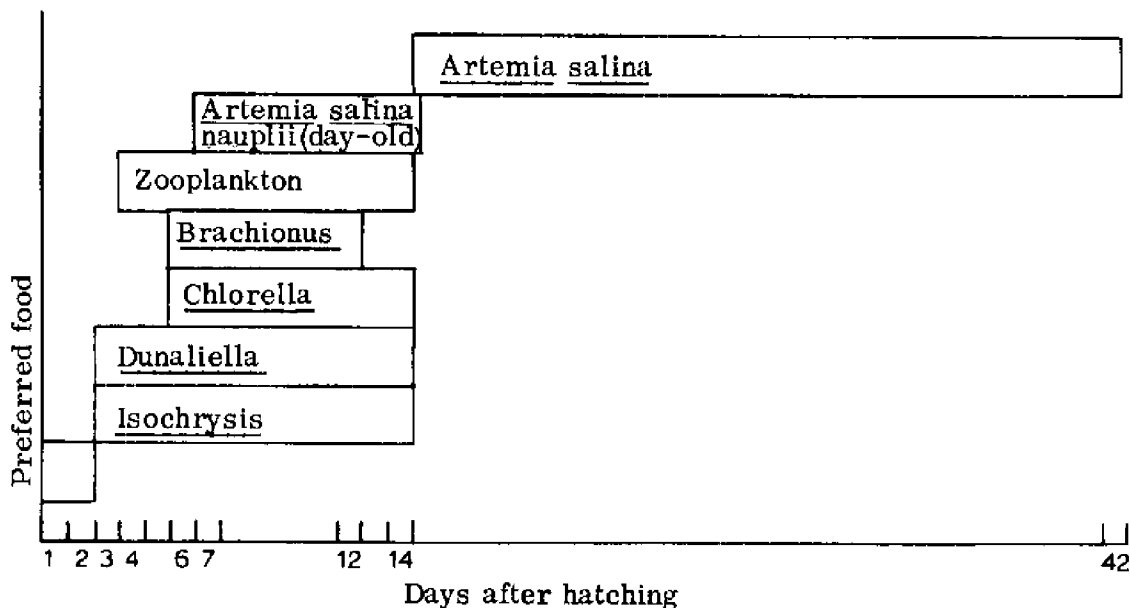 Artemia salina
Artemia salina
nauplii (day-old)
Zooplankton
Brachionus
Chlorella
Dunaliella
Isochrysis
Preferred food
1 2 3 4 6 7 12 14 42
Days after hatching